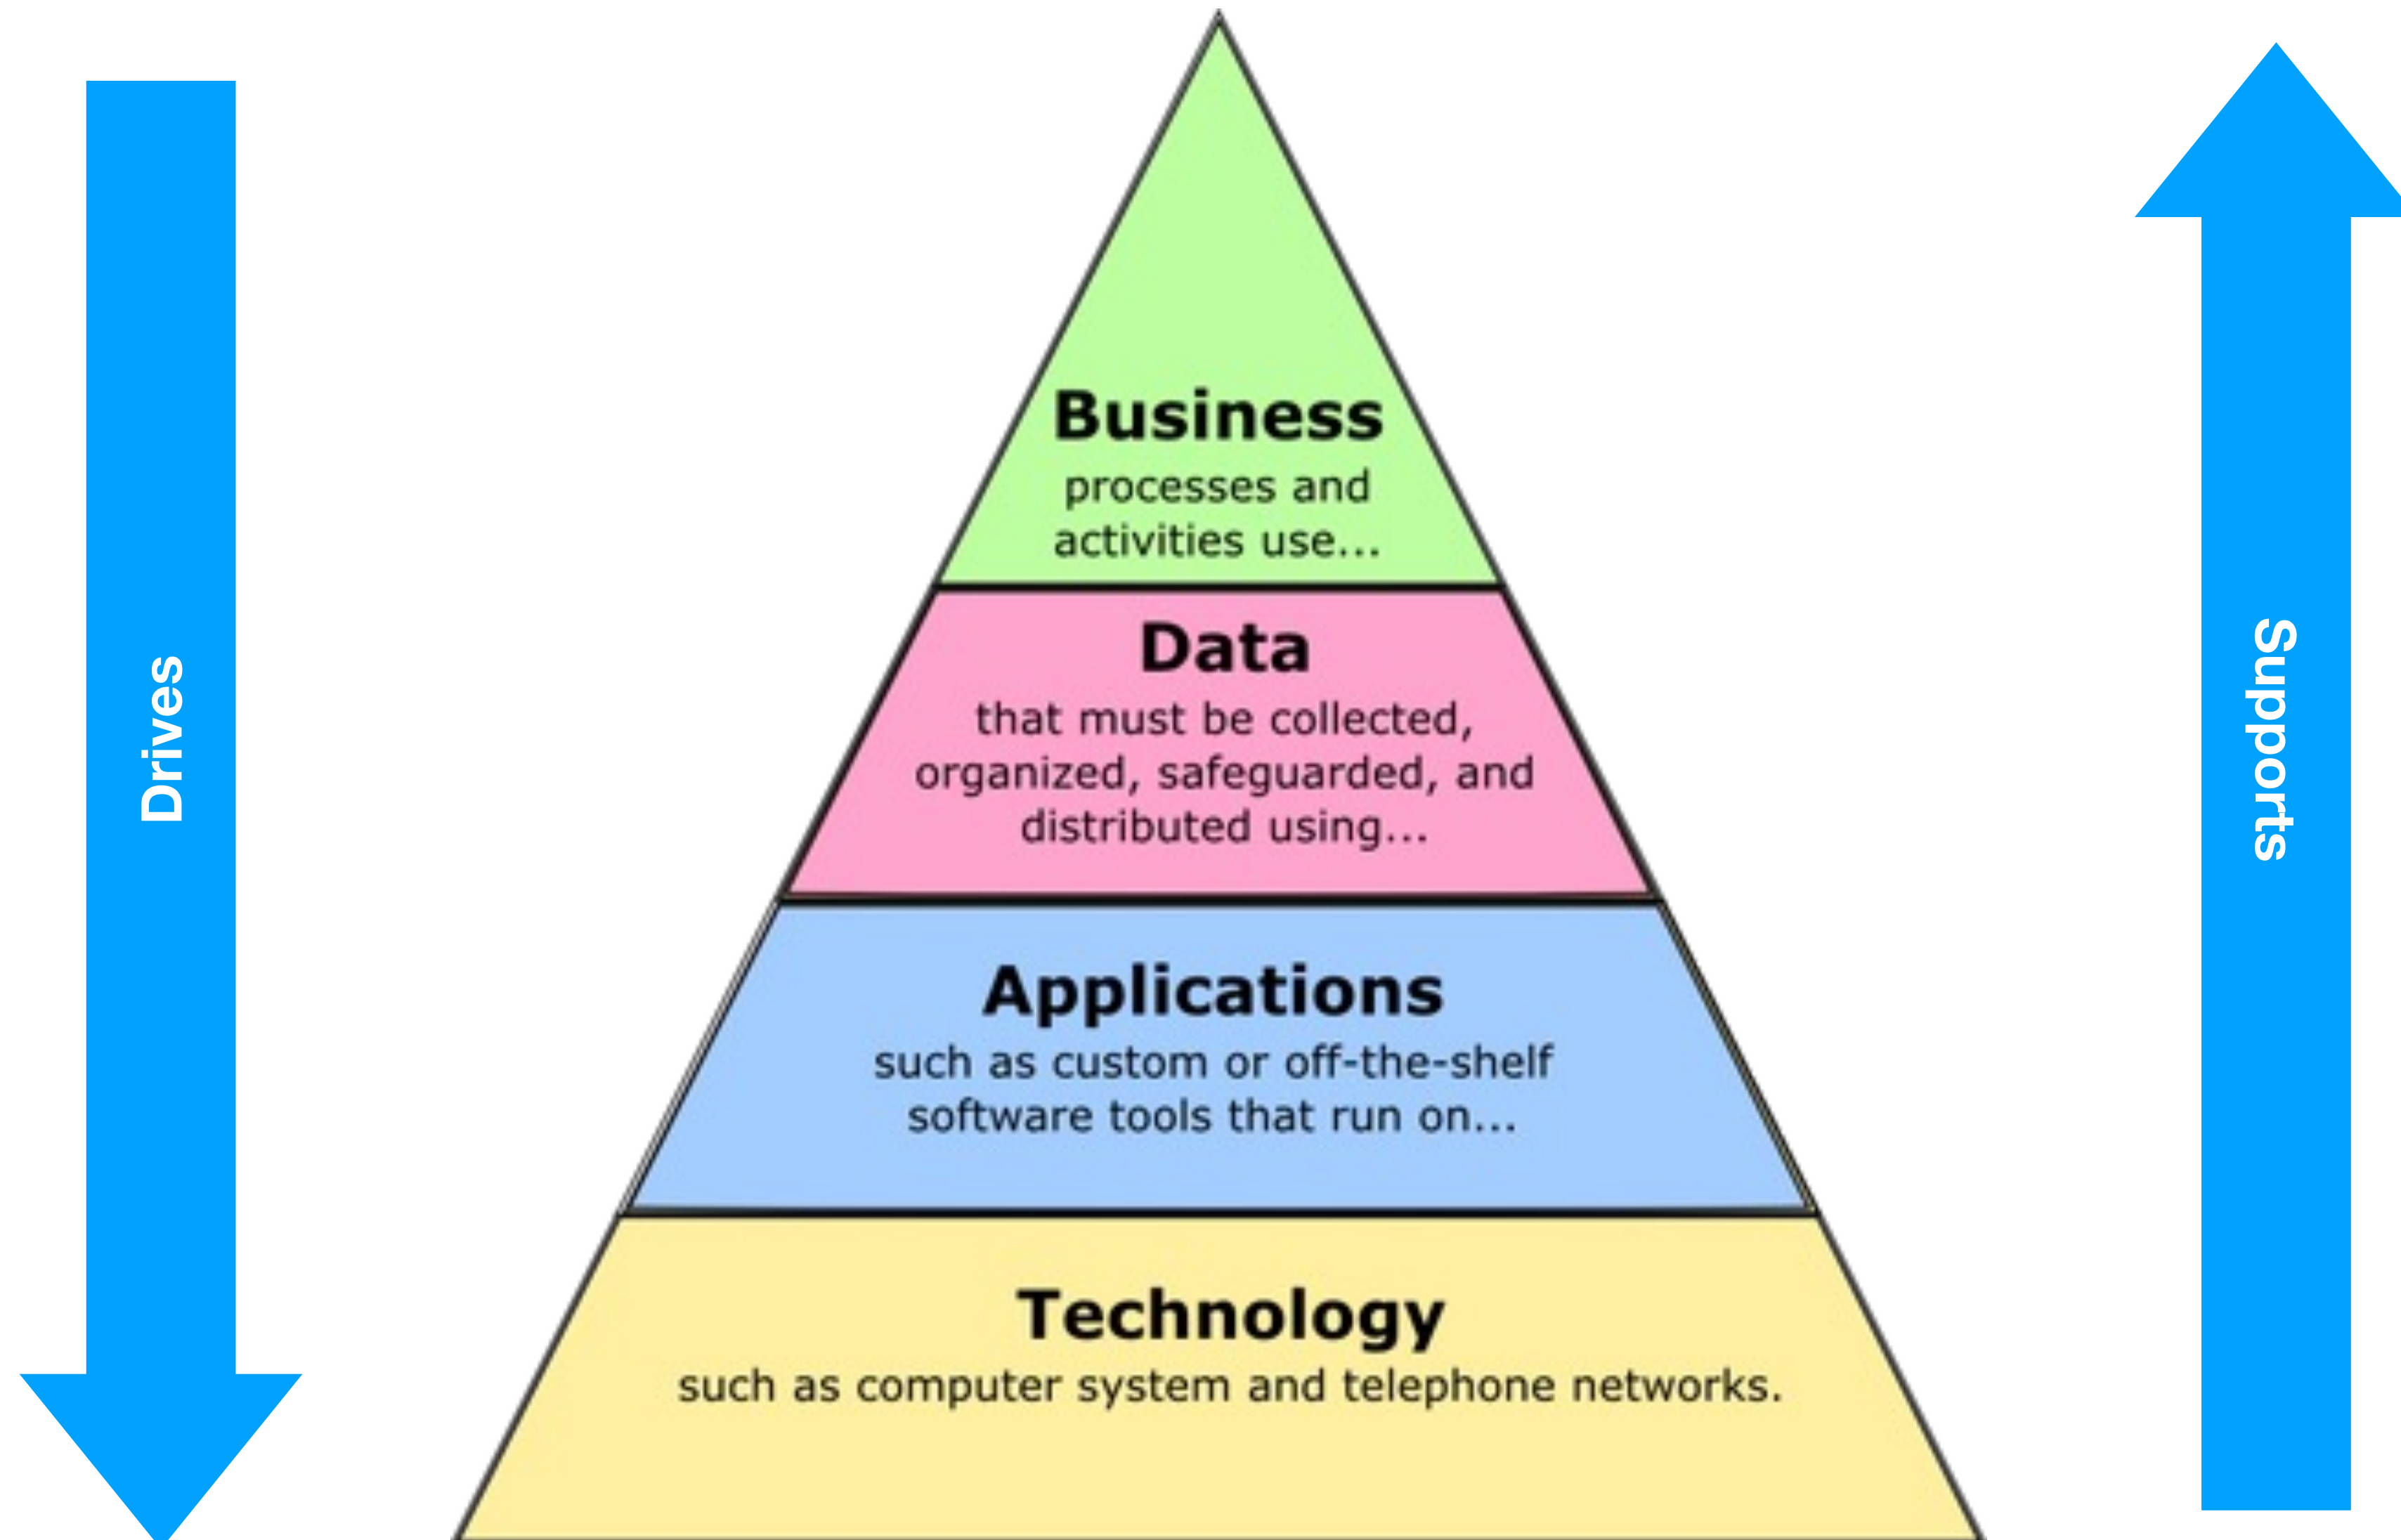 Drives
Business
processes and
activities use...
Data
that must be collected,
organized, safeguarded, and
distributed using...
Applications
such as custom or off-the-shelf
software tools that run on...
Technology
such as computer system and telephone networks.
Supports